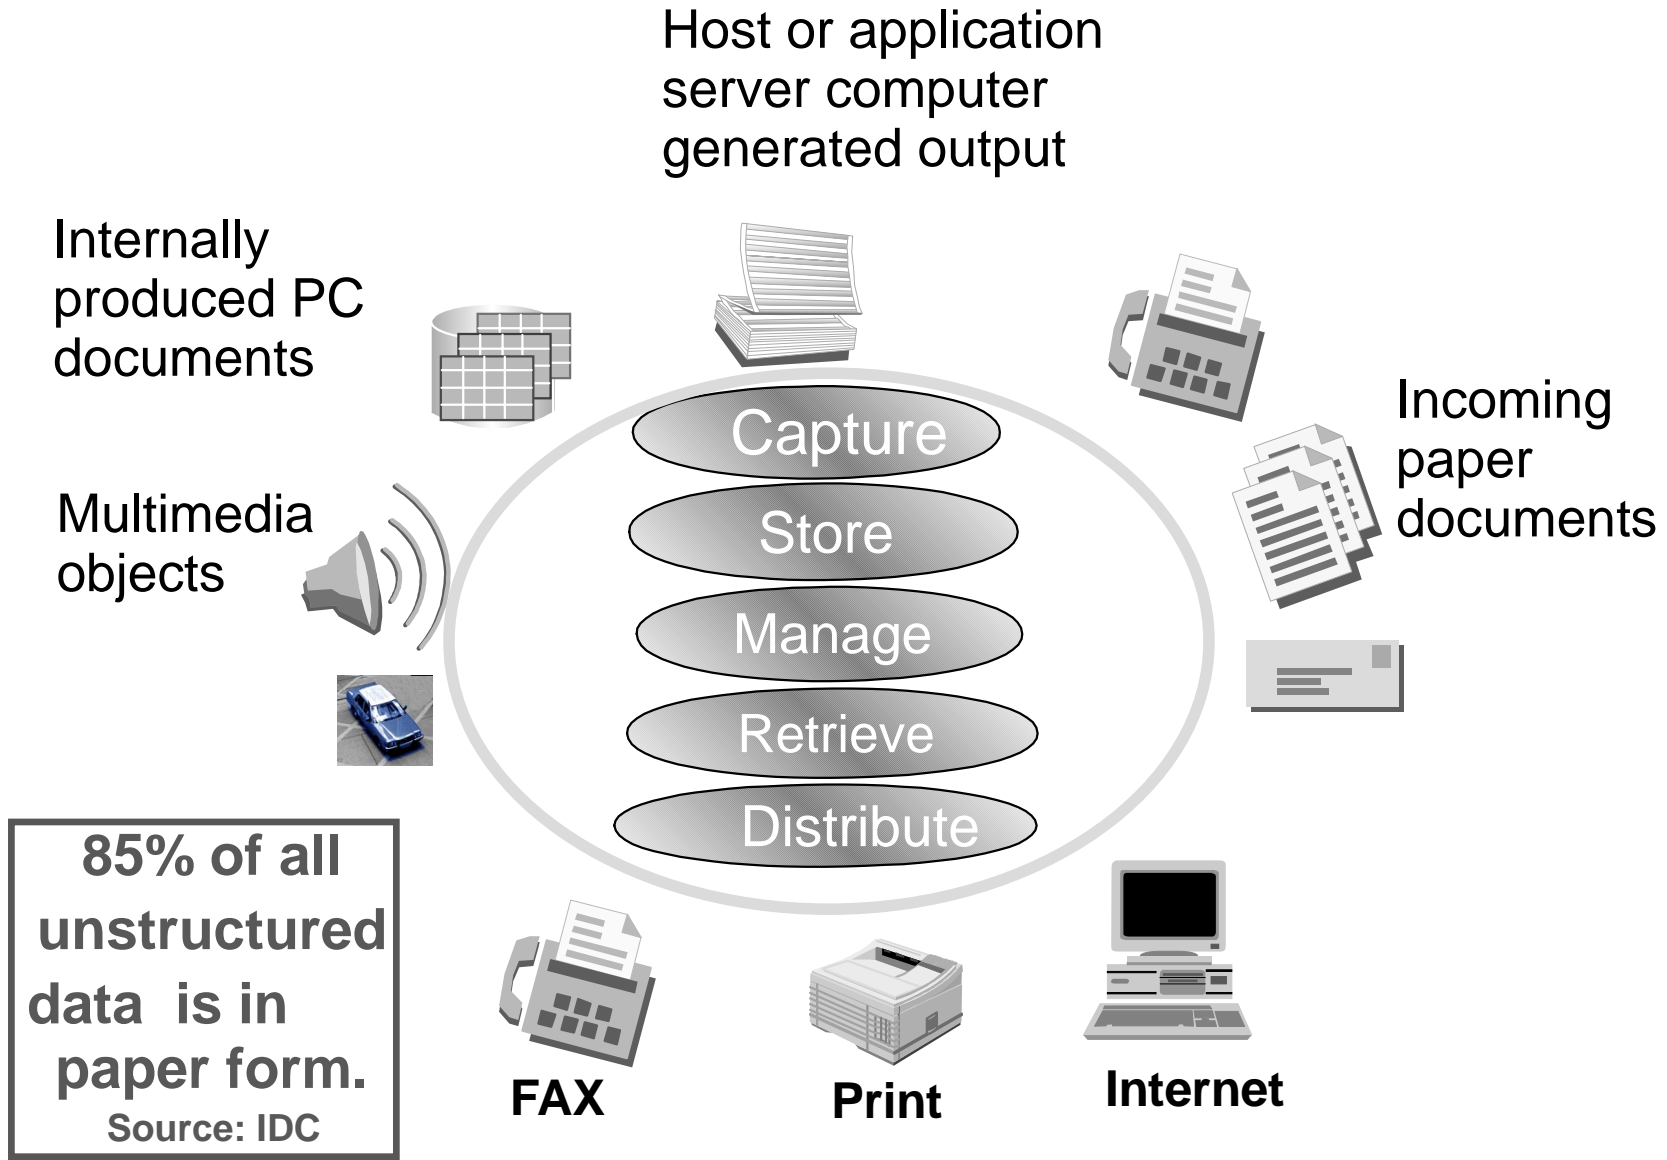 Host or application
server computer
generated output
Internally
produced PC
documents
Multimedia
objects
Incoming
paper
documents
Capture
Store
Manage
Retrieve
Distribute
85% of all
unstructured
data is in
paper form.
Source: IDC
FAX
Print
Internet